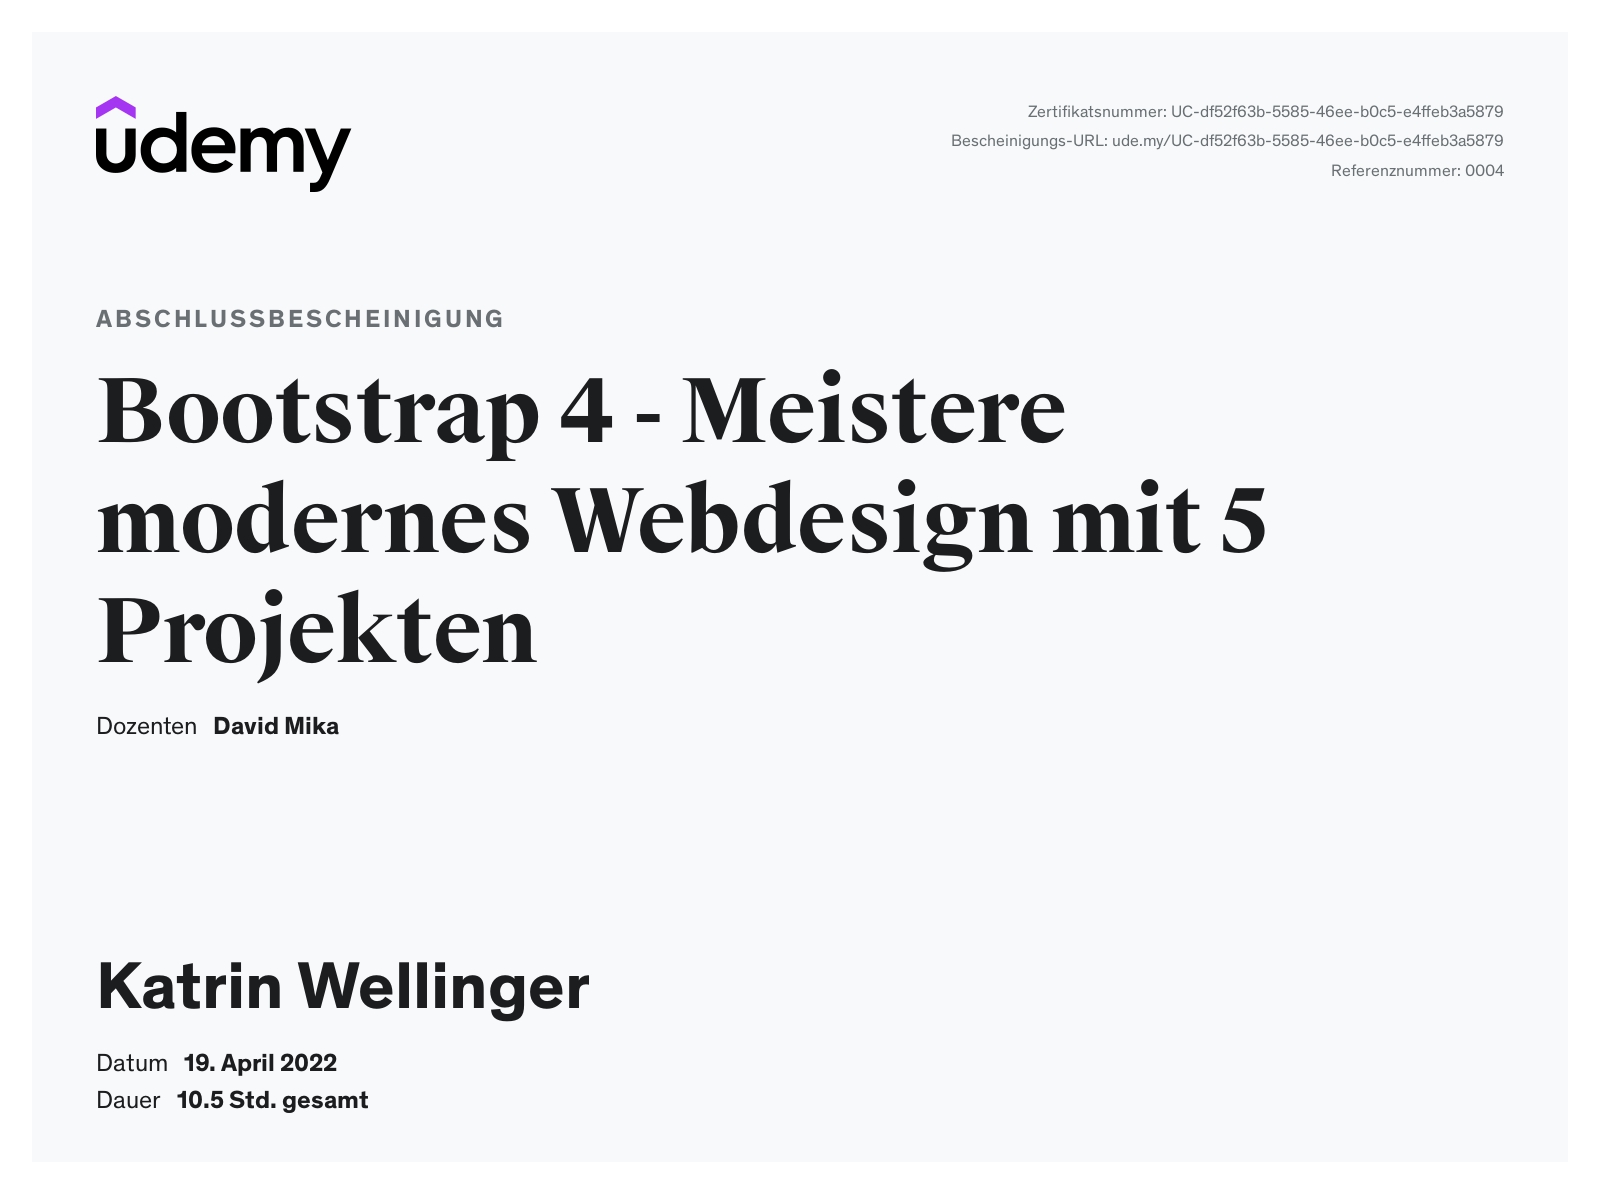 udemy
Zertifikatsnummer: UC-df52f63b-5585-46ee-b0c5-e4ffeb3a5879
Bescheinigungs-URL: ude.my/UC-df52f63b-5585-46ee-b0c5-e4ffeb3a5879
Referenznummer: 0004
ABSCHLUSSBESCHEINIGUNG
Bootstrap 4 - Meistere
modernes Webdesign mit 5
Projekten
Dozenten David Mika
Katrin Wellinger
Datum 19. April 2022
Dauer 10.5 Std. gesamt